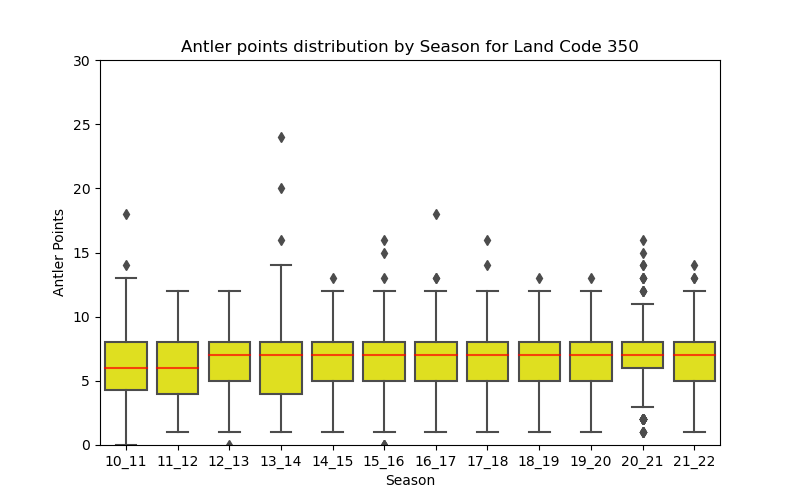 Antler points distribution by Season for Land Code 350
30
25
20
15
10
5
0
Antler Points
10_11 11_12 12_13 13_14 14_15 15_16 16_17 17_18 18_19 19_20 20_21 21_22
Season